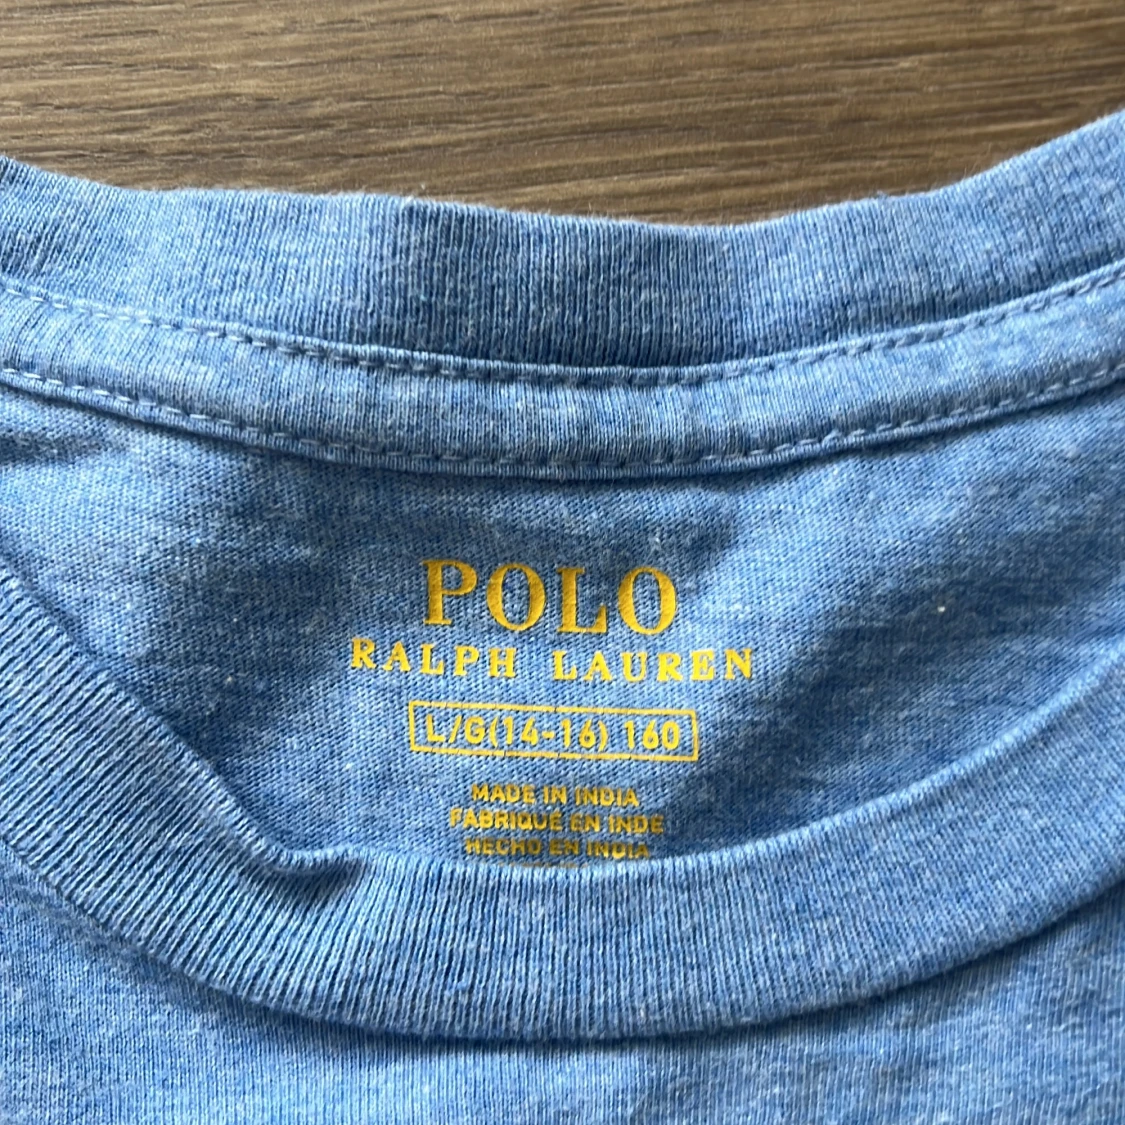 POLO
RALPH LAUREN
L/G(14-16) 160
MADE IN INDIA
FABRIQUÉ EN INDE
HECHO EN INDIA